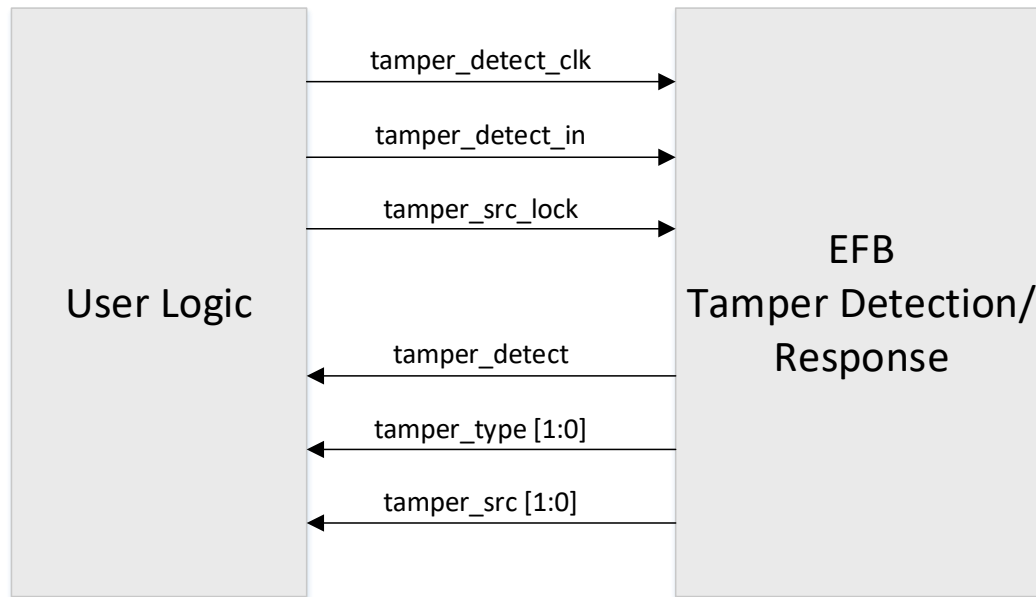 tamper_detect_clk
tamper_detect_in
tamper_src_lock
User Logic
EFB
Tamper Detection/
Response
tamper_detect
tamper_type [1:0]
tamper_src [1:0]